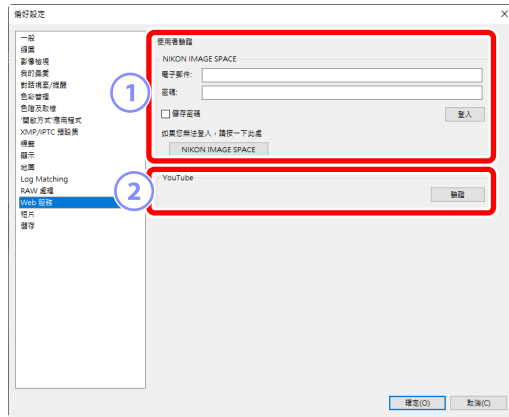 偏好設定
一般
縮圖
影像檢視
我的最愛
對話視窗/提醒
色彩管理
色階及取樣
'開啟方式'應用程式
XMP/IPTC 預設集
標籤
顯示
地圖
Log Matching
RAW 處理
Web 服務
短片
儲存
1
使用者驗證
NIKON IMAGE SPACE
電子郵件:
密碼:
儲存密碼
登入
如果您無法登入，請按一下此處
NIKON IMAGE SPACE
2
YouTube
驗證
確定(O)
取消(C)